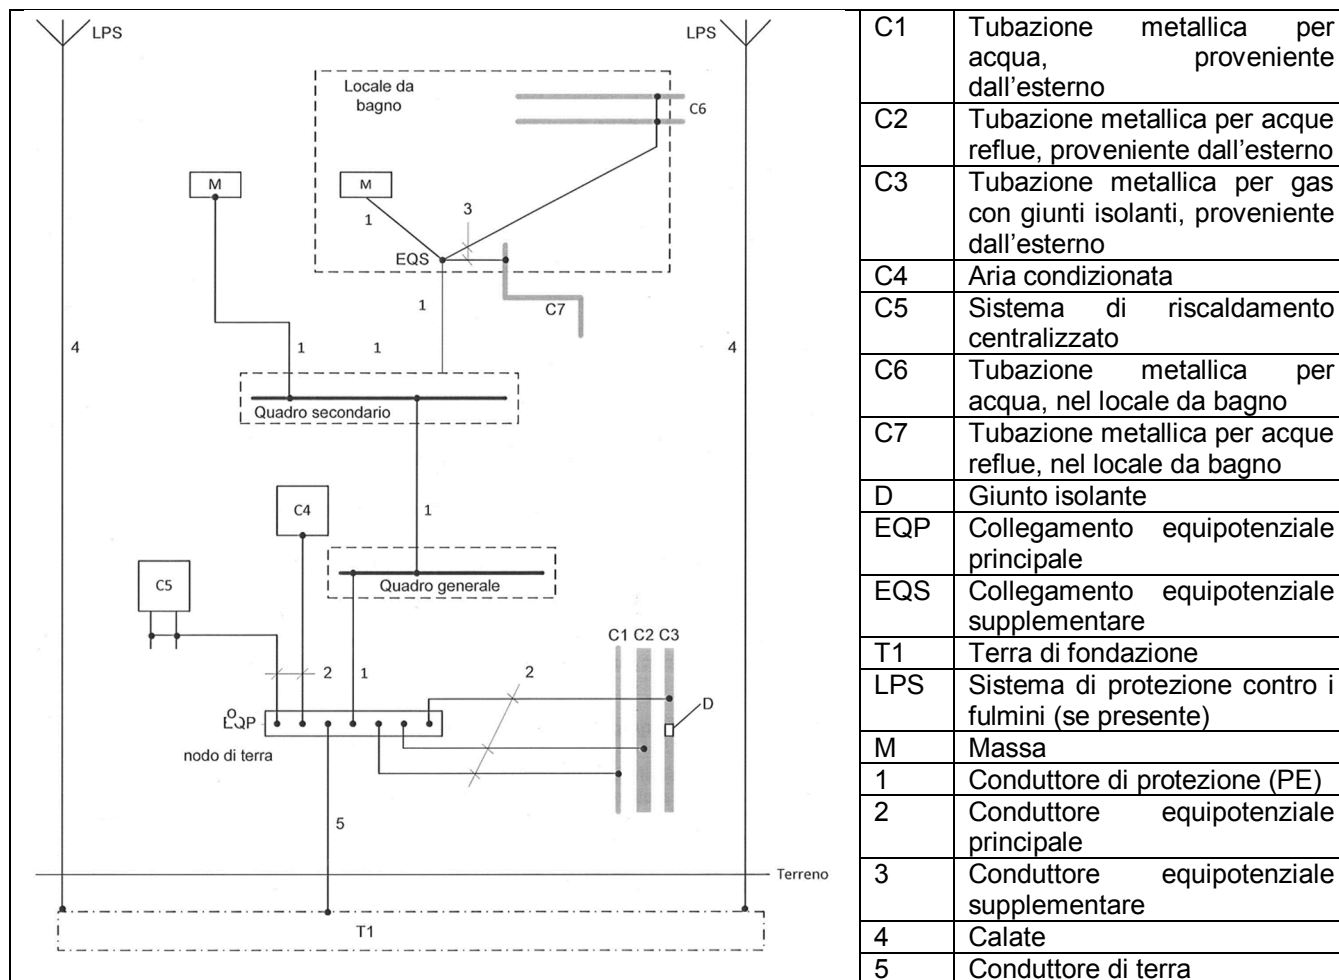 LPS
LPS
Locale da
bagno
C6
M
M
1
3
EQS
1
C7
4
1
1
4
Quadro secondario
C4
1
C5
Quadro generale
C1 C2 C3
2
1
2
D
o
EQP
nodo di terra
5
Terreno
T1
C1
Tubazione metallica per
acqua, proveniente
dall'esterno
C2
Tubazione metallica per acque
reflue, proveniente dall'esterno
C3
Tubazione metallica per gas
con giunti isolanti, proveniente
dall'esterno
C4
Aria condizionata
C5
Sistema di riscaldamento
centralizzato
C6
Tubazione metallica per
acqua, nel locale da bagno
C7
Tubazione metallica per acque
reflue, nel locale da bagno
D
Giunto isolante
EQP
Collegamento equipotenziale
principale
EQS
Collegamento equipotenziale
supplementare
T1
Terra di fondazione
LPS
Sistema di protezione contro i
fulmini (se presente)
M
Massa
1
Conduttore di protezione (PE)
2
Conduttore equipotenziale
principale
3
Conduttore equipotenziale
supplementare
4
Calate
5
Conduttore di terra